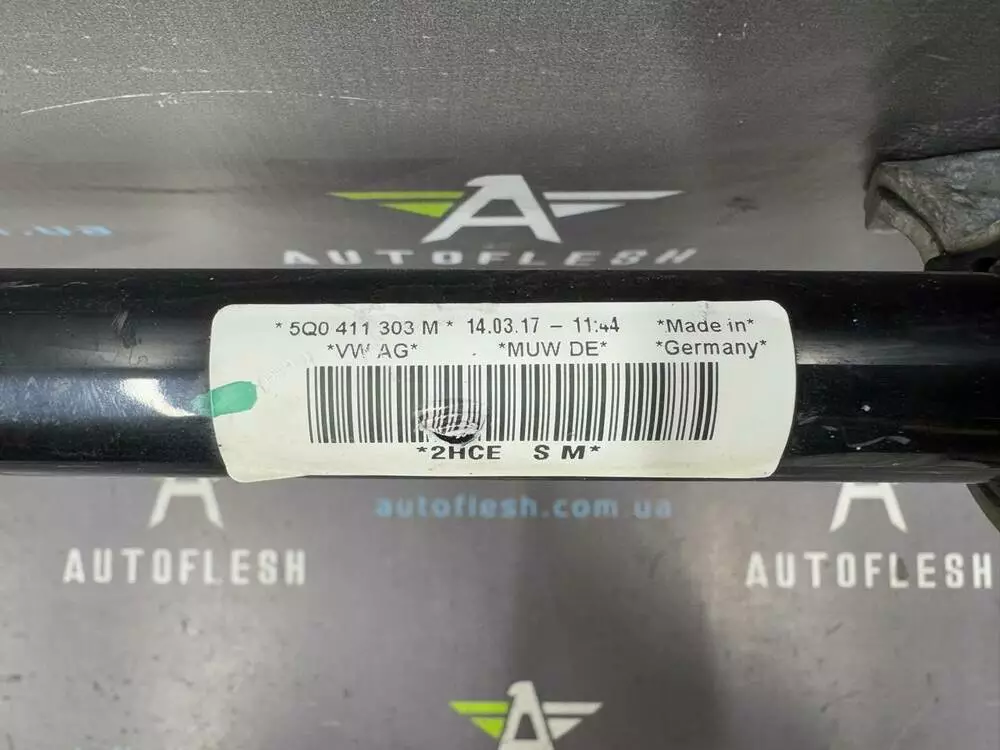 .ua
AUTOFLESH
*5Q0 411 303 M* 14.03.17 – 11:44 *Made in*
*VW AG* *MUW DE* *Germany*
*2HCE S M*
autoflesh.com ua
AUTOFLESH
AUTOFLESH